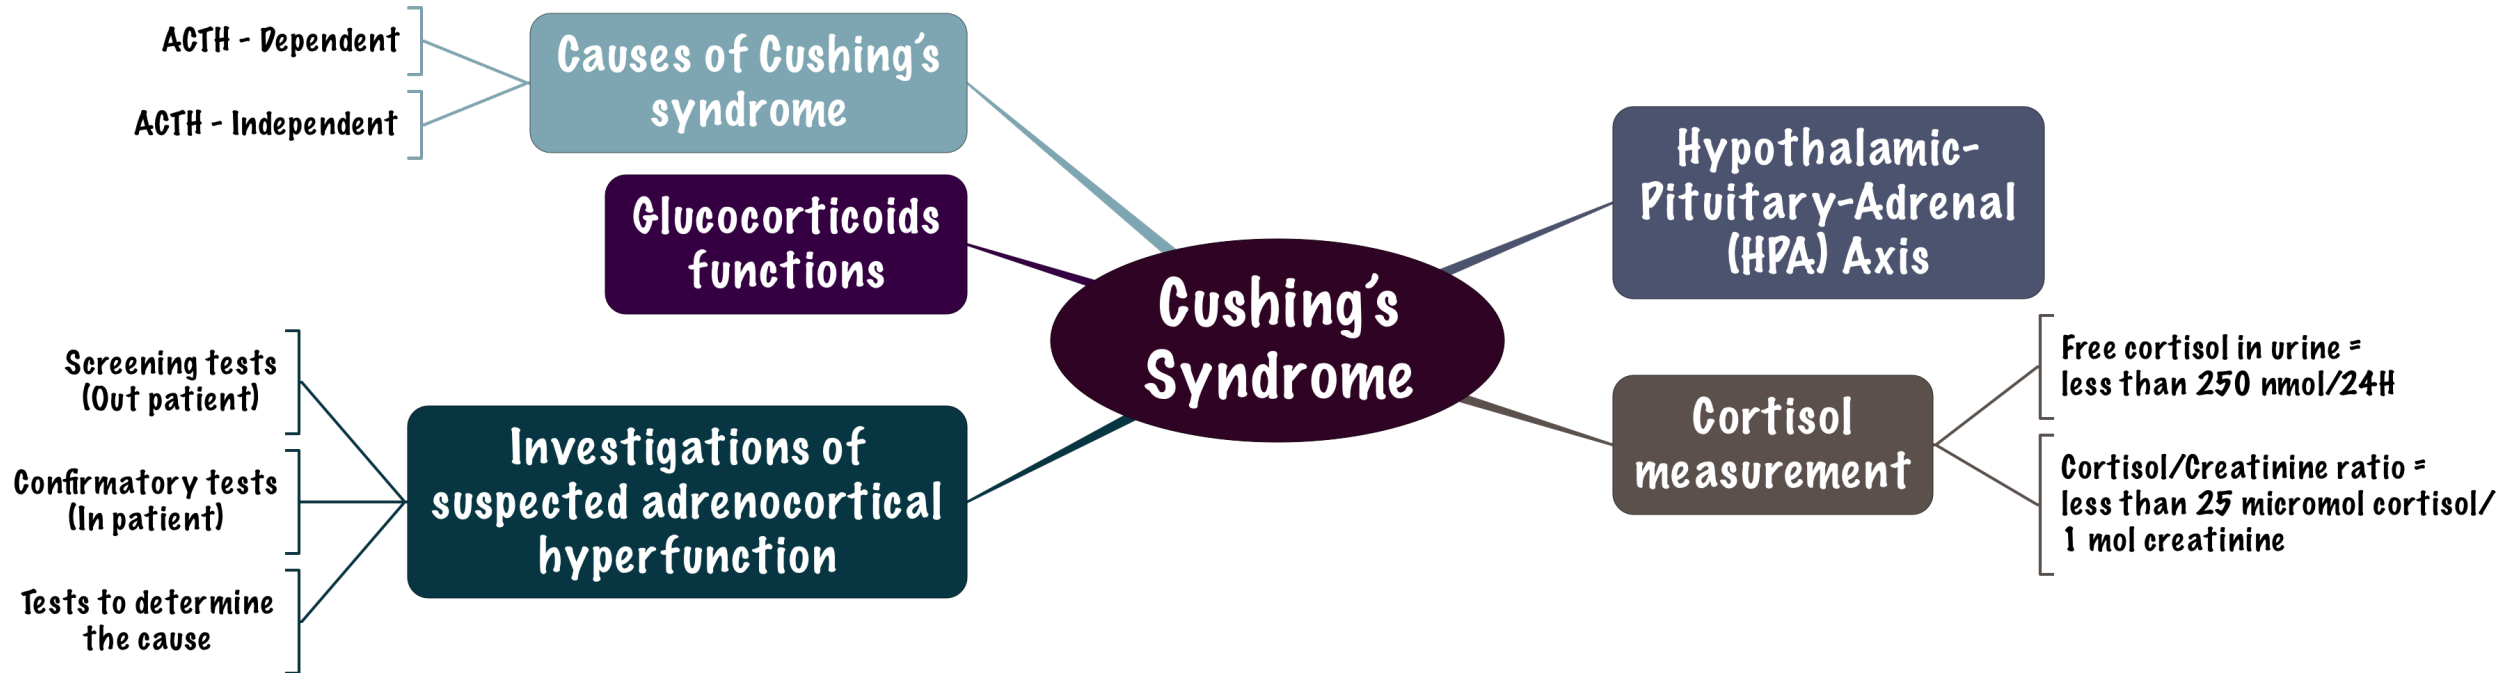 ACTH - Dependent
ACTH - Independent
Causes of Cushing's
syndrome
Glucocorticoids
functions
Screening tests
(Out patient)
Confirmatory tests
(In patient)
Tests to determine
the cause
Investigations of
suspected adrenocortical
hyperfunction
Cushing's
Syndrome
Hypothalamic-
Pituitary-Adrenal
(HPA) Axis
Cortisol
measurement
Free cortisol in urine =
less than 250 nmol/24H
Cortisol/Creatinine ratio =
less than 25 micromol cortisol/
1 mol creatinine